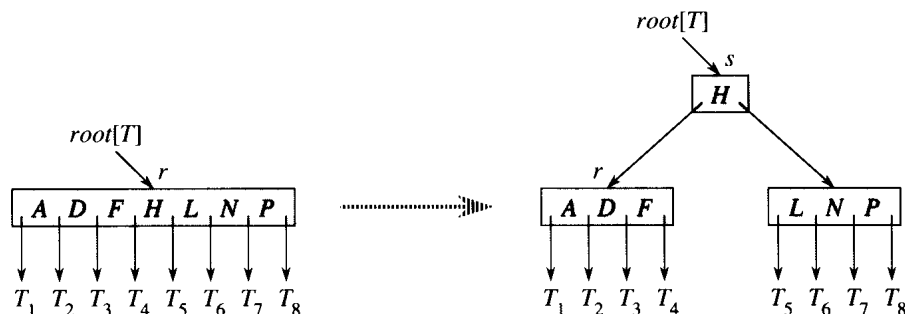 root[T]
s
H
root[T]
r
r
A D F H L N P
A D F
L N P
T1 T2 T3 T4 T5 T6 T7 T8
T1 T2 T3 T4
T5 T6 T7 T8